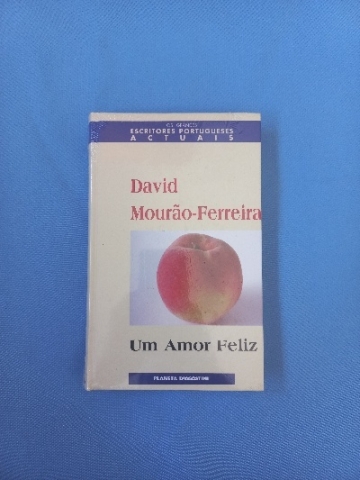 ESCRITORES PORTUGUESES
ACTUAIS
David
Mourão-Ferreira
Um Amor Feliz
PLANETA DeAGOSTINI